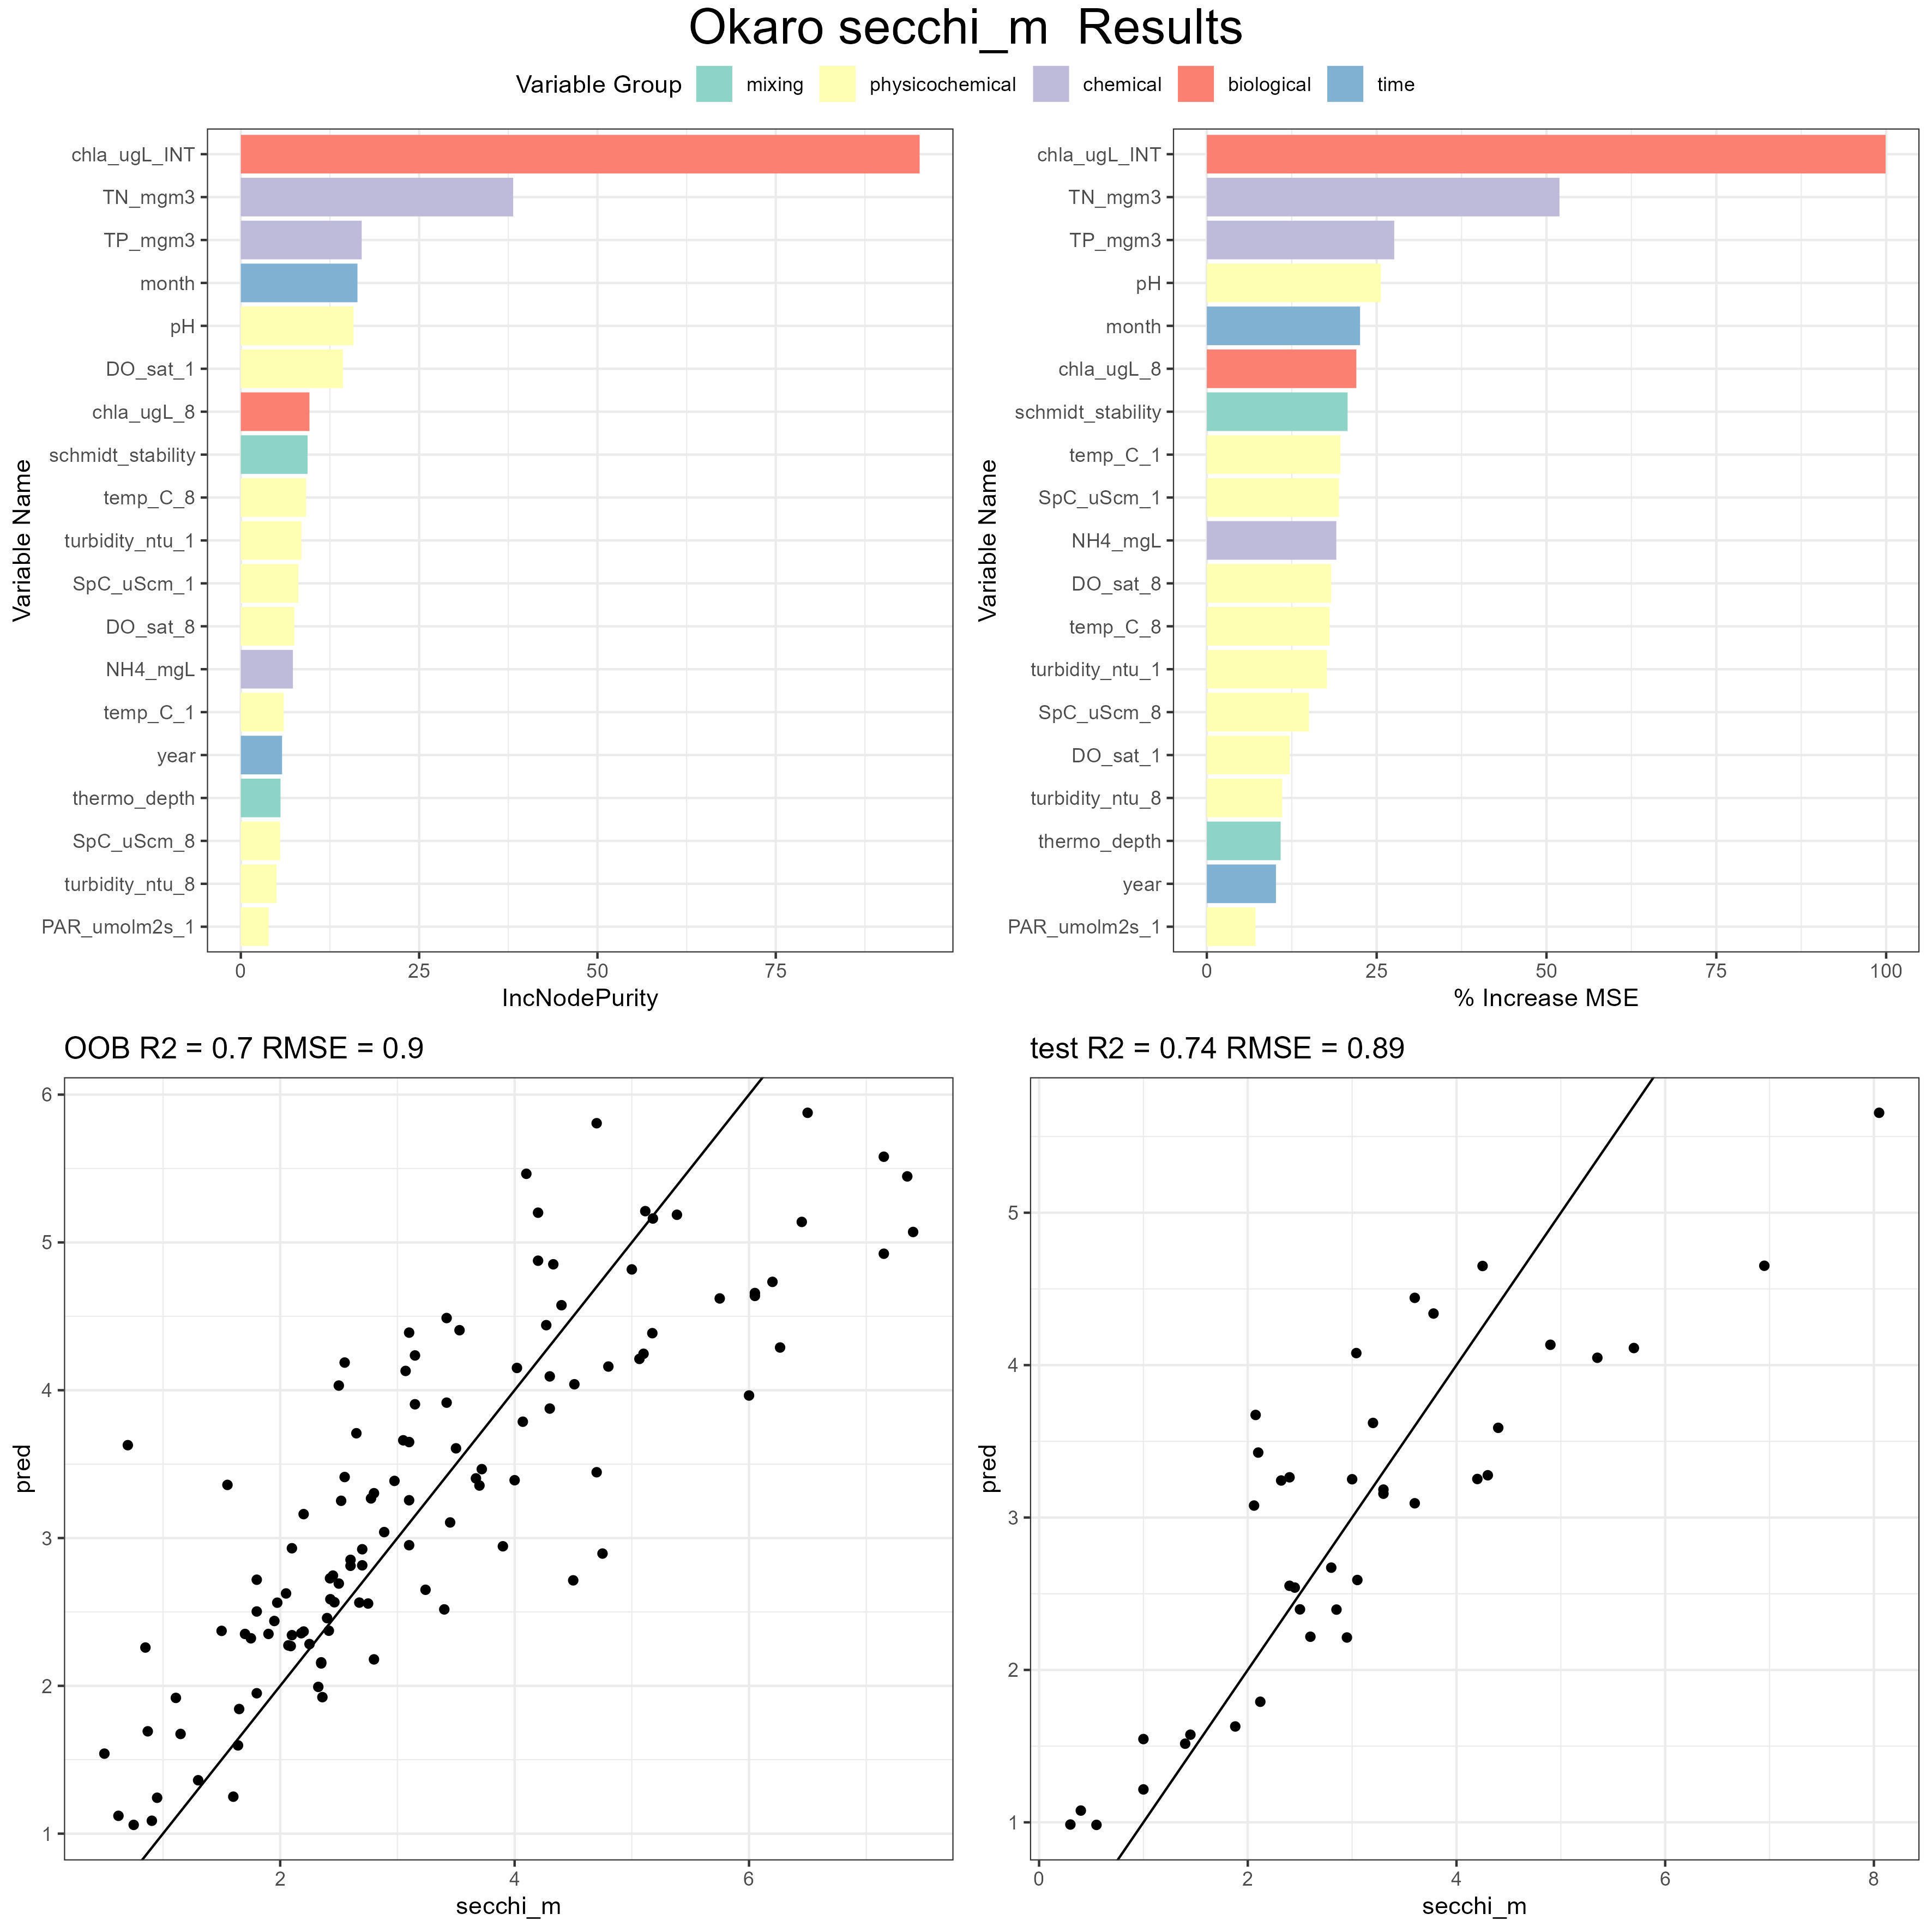 Okaro secchi_m  Results
Variable Group mixing physicochemical chemical biological time
Variable Name
chla_ugL_INT
TN_mgm3
TP_mgm3
month
pH
DO_sat_1
chla_ugL_8
schmidt_stability
temp_C_8
turbidity_ntu_1
SpC_uScm_1
DO_sat_8
NH4_mgL
temp_C_1
year
thermo_depth
SpC_uScm_8
turbidity_ntu_8
PAR_umolm2s_1
0 25 50 75
IncNodePurity
Variable Name
chla_ugL_INT
TN_mgm3
TP_mgm3
pH
month
chla_ugL_8
schmidt_stability
temp_C_1
SpC_uScm_1
NH4_mgL
DO_sat_8
temp_C_8
turbidity_ntu_1
SpC_uScm_8
DO_sat_1
turbidity_ntu_8
thermo_depth
year
PAR_umolm2s_1
0 25 50 75 100
% Increase MSE
OOB R2 = 0.7 RMSE = 0.9
pred
6
5
4
3
2
1
2 4 6
secchi_m
test R2 = 0.74 RMSE = 0.89
pred
5
4
3
2
1
0 2 4 6 8
secchi_m